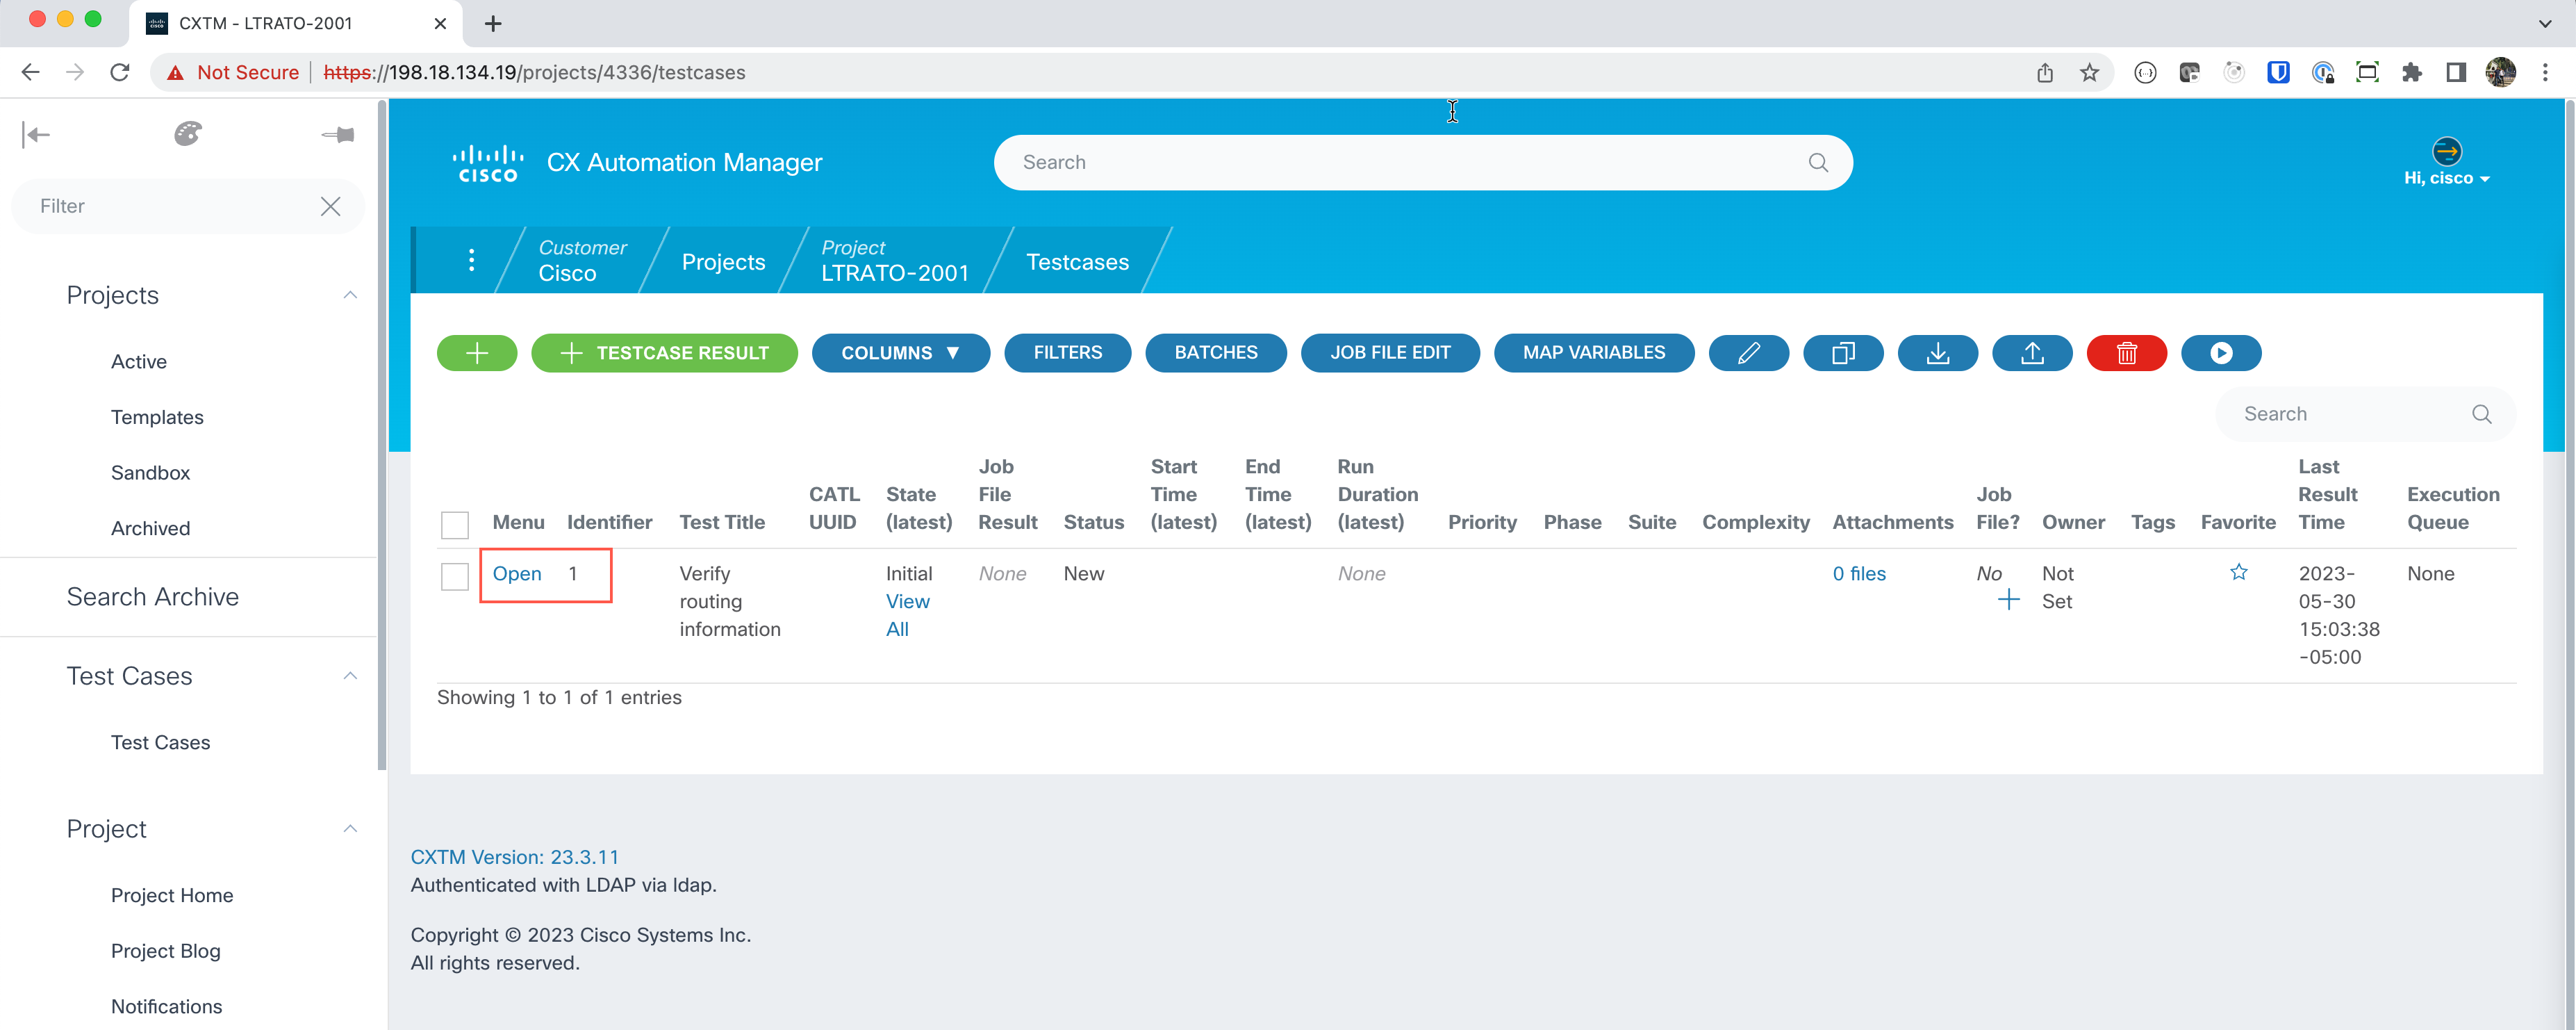 CXTM - LTRATO-2001
Not Secure https://198.18.134.19/projects/4336/testcases
Filter
Projects
Active
Templates
Sandbox
Archived
Search Archive
Test Cases
Test Cases
Project
Project Home
Project Blog
Notifications
CISCO CX Automation Manager
Search
Hi, cisco
Customer
Cisco
Projects
Project
LTRATO-2001
Testcases
TESTCASE RESULT
COLUMNS ▼
FILTERS
BATCHES
JOB FILE EDIT
MAP VARIABLES
Search
Menu
Identifier
Test Title
CATL
UUID
State
(latest)
Job
File
Result
Status
Start
Time
(latest)
End
Time
(latest)
Run
Duration
(latest)
Priority
Phase
Suite
Complexity
Attachments
Job
File?
Owner
Tags
Favorite
Last
Result
Time
Execution
Queue
Open
1
Verify
routing
information
Initial
View
All
None
New
None
0 files
No
Not
Set
2023-
05-30
15:03:38
-05:00
None
Showing 1 to 1 of 1 entries
CXTM Version: 23.3.11
Authenticated with LDAP via ldap.
Copyright © 2023 Cisco Systems Inc.
All rights reserved.